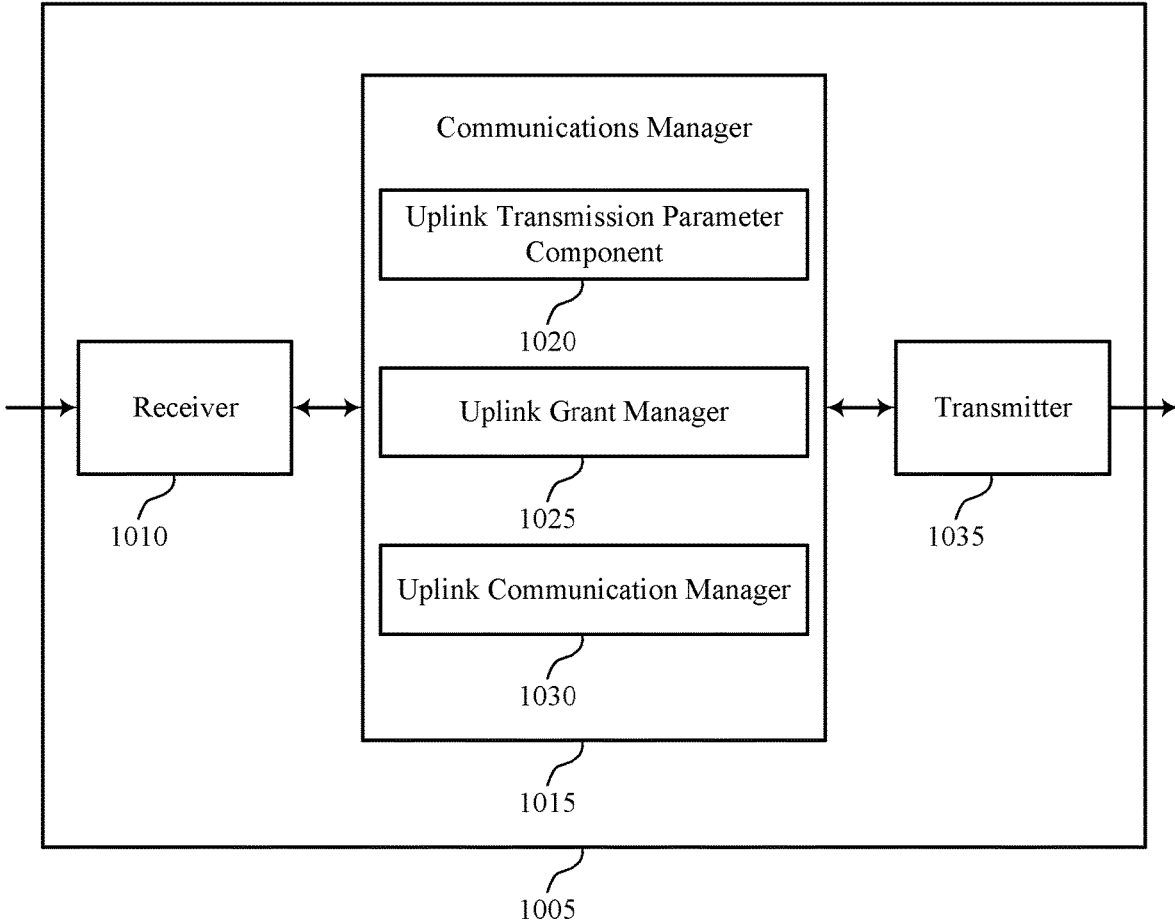 Communications Manager
Uplink Transmission Parameter
Component
1020
Receiver
1010
Uplink Grant Manager
1025
Transmitter
1035
Uplink Communication Manager
1030
1015
1005